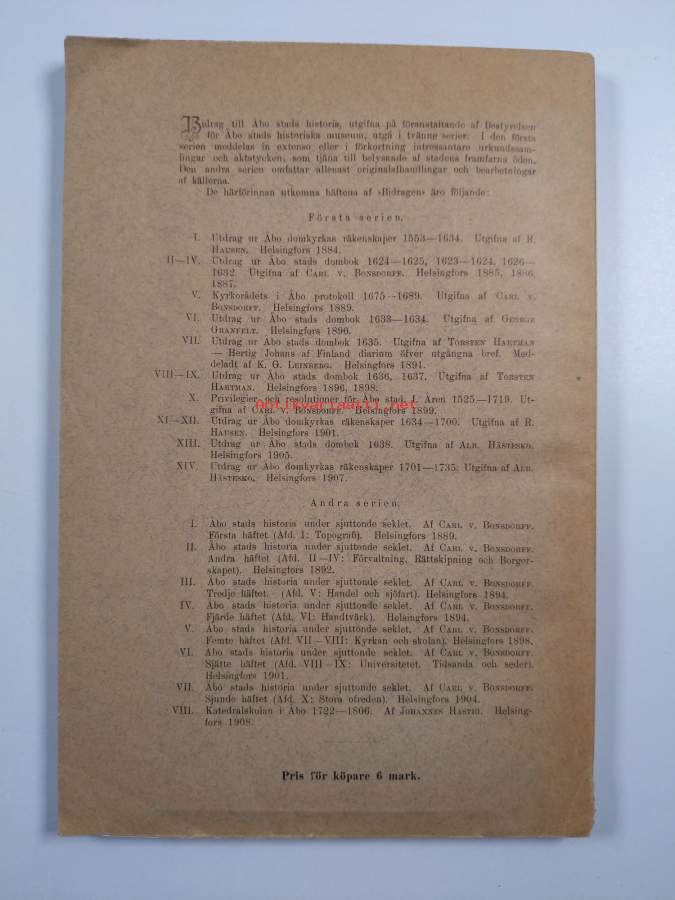 Bidrag till Åbo stads historia, utgifna på föranstaltande af Bestyrelsen
för Åbo stads historiska museum, utgå i tvänne serier. I den första
serien meddelas in extenso eller i förkortning intressantare urkundssam-
lingar och aktstycken, som tjäna till belysande af stadens framfarna öden.
Den andra serien omfattar allenast originalafhandlingar och bearbetningar
af källorna.
De härförinnan utkomna häftena af »Bidragen» äro följande:
Första serien.
I. Utdrag ur Åbo domkyrkas räkenskaper 1553—1634. Utgifna af R.
Hausen. Helsingfors 1884.
II—IV. Utdrag ur Åbo stads dombok 1624—1625, 1623—1624, 1626—
1632. Utgifna af Carl v. Bonsdorff. Helsingfors 1885, 1886,
1887.
V. Kyrkorådets i Åbo protokoll 1675—1689. Utgifna af Carl v.
Bonsdorff. Helsingfors 1889.
VI. Utdrag ur Åbo stads dombok 1633—1634. Utgifna af George
Granfelt. Helsingfors 1890.
VII. Utdrag ur Åbo stads dombok 1635. Utgifna af Torsten Hartman
— Hertig Johans af Finland diarium öfver utgångna bref. Med-
deladt af K. G. Leinberg. Helsingfors 1891.
VIII—IX. Utdrag ur Åbo stads dombok 1636, 1637. Utgifna af Torsten
Hartman. Helsingfors 1896, 1898.
X. Privilegier och resolutioner för Åbo stad. I. Åren 1525—1719. Ut-
gifna af Carl v. Bonsdorff. Helsingfors 1899.
antikvariaatti.net
XI—XII. Utdrag ur Åbo domkyrkas räkenskaper 1634—1700. Utgifna af R.
Hausen. Helsingfors 1901.
XIII. Utdrag ur Åbo stads dombok 1638. Utgifna af Alb. Hästesko.
Helsingfors 1905.
XIV. Utdrag ur Åbo domkyrkas räkenskaper 1701—1735. Utgifna af Alb.
Hästesko. Helsingfors 1907.
Andra serien.
I. Åbo stads historia under sjuttonde seklet. Af Carl v. Bonsdorff.
Första häftet (Afd. I: Topografi). Helsingfors 1889.
II. Åbo stads historia under sjuttonde seklet. Af Carl v. Bonsdorff.
Andra häftet (Afd. II—IV: Förvaltning, Rättskipning och Borger-
skapet). Helsingfors 1892.
III. Åbo stads historia under sjuttonde seklet. Af Carl v. Bonsdorff.
Tredje häftet. (Afd. V: Handel och sjöfart). Helsingfors 1894.
IV. Åbo stads historia under sjuttonde seklet. Af Carl v. Bonsdorff.
Fjärde häftet (Afd. VI: Handtvärk). Helsingfors 1894.
V. Åbo stads historia under sjuttonde seklet. Af Carl v. Bonsdorff.
Femte häftet (Afd. VII—VIII: Kyrkan och skolan). Helsingfors 1898.
VI. Åbo stads historia under sjuttonde seklet. Af Carl v. Bonsdorff.
Sjätte häftet (Afd. VIII—IX: Universitetet. Tidsanda och seder).
Helsingfors 1901.
VII. Åbo stads historia under sjuttonde seklet. Af Carl v. Bonsdorff.
Sjunde häftet (Afd. X: Stora ofreden). Helsingfors 1904.
VIII. Katedralskolan i Åbo 1722—1806. Af Johannes Hastig. Helsing-
fors 1908.
Pris för köpare 6 mark.